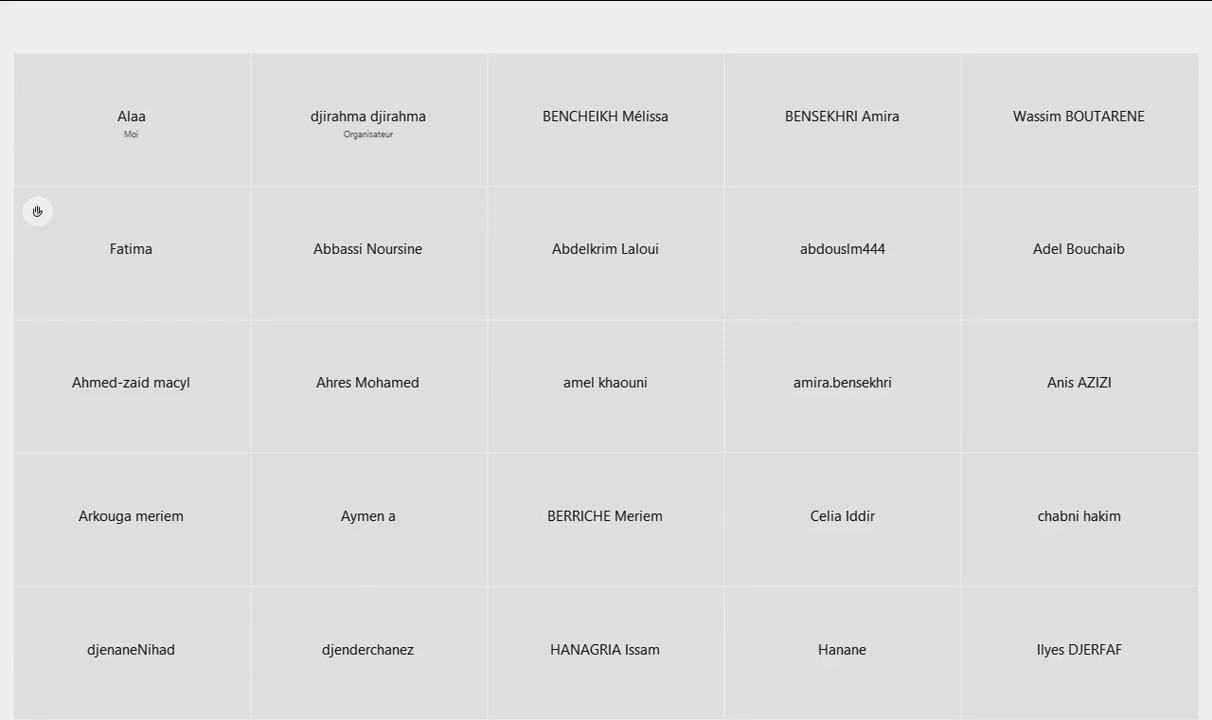 Alaa
Moi
djirahma djirahma
Organisateur
BENCHEIKH Mélissa
BENSEKHRI Amira
Wassim BOUTARENE
Fatima
Abbassi Noursine
Abdelkrim Laloui
abdouslm444
Adel Bouchaib
Ahmed-zaid macyl
Ahres Mohamed
amel khaouni
amira.bensekhri
Anis AZIZI
Arkouga meriem
Aymen a
BERRICHE Meriem
Celia Iddir
chabni hakim
djenaneNihad
djenderchanez
HANAGRIA Issam
Hanane
Ilyes DJERFAF